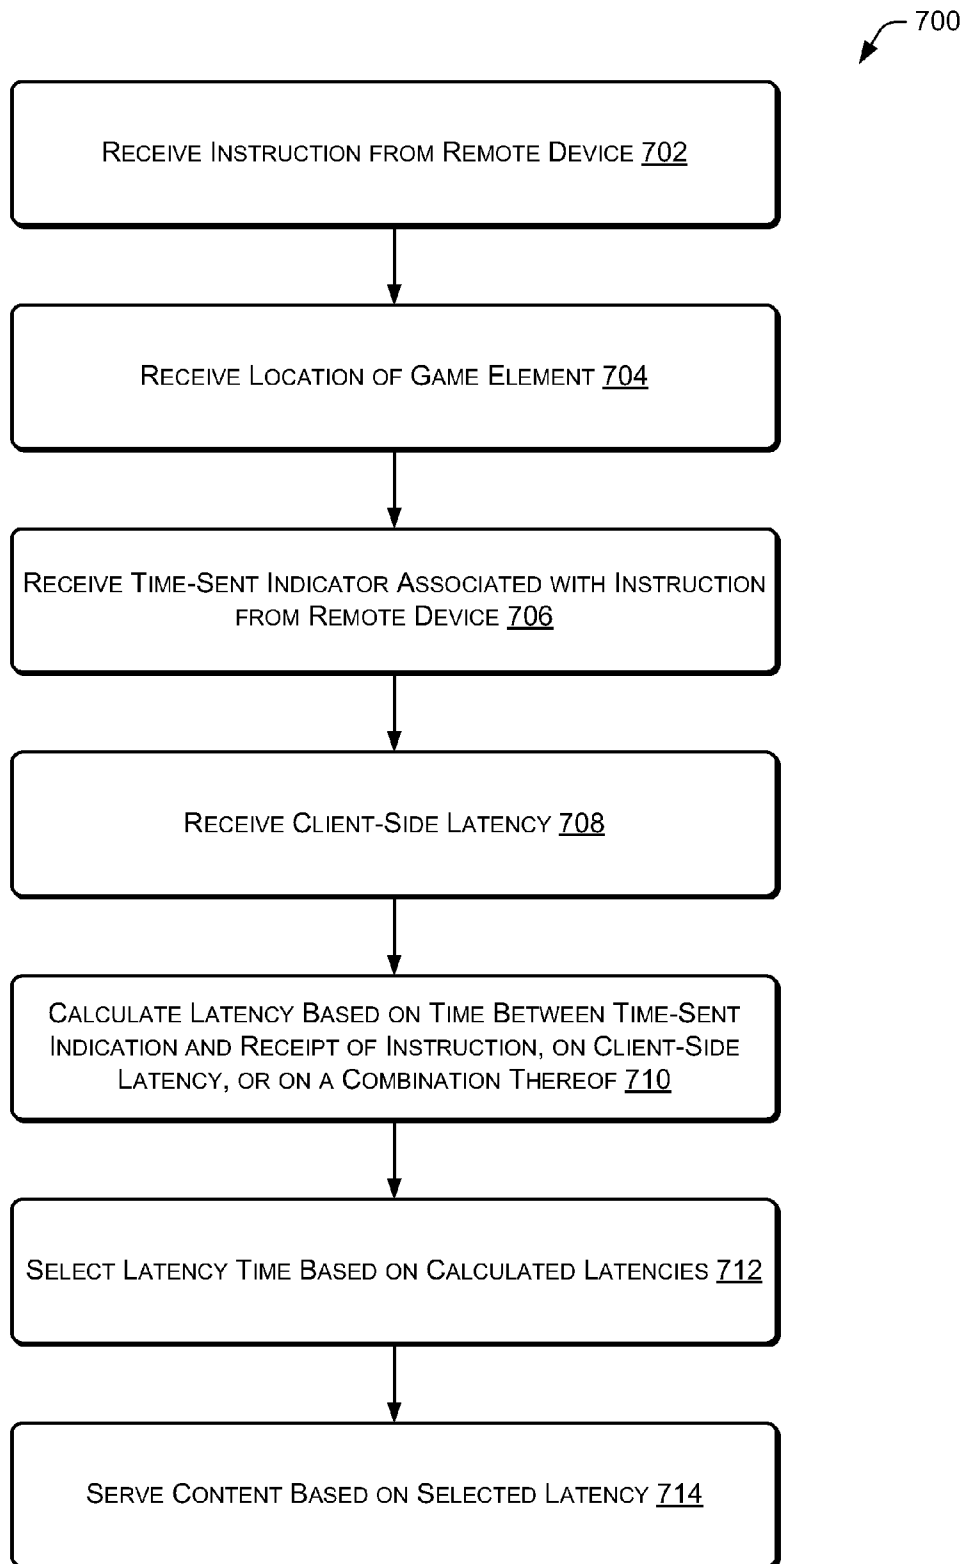 700
RECEIVE INSTRUCTION FROM REMOTE DEVICE 702
RECEIVE LOCATION OF GAME ELEMENT 704
RECEIVE TIME-SENT INDICATOR ASSOCIATED WITH INSTRUCTION
FROM REMOTE DEVICE 706
RECEIVE CLIENT-SIDE LATENCY 708
CALCULATE LATENCY BASED ON TIME BETWEEN TIME-SENT
INDICATION AND RECEIPT OF INSTRUCTION, ON CLIENT-SIDE
LATENCY, OR ON A COMBINATION THEREOF 710
SELECT LATENCY TIME BASED ON CALCULATED LATENCIES 712
SERVE CONTENT BASED ON SELECTED LATENCY 714